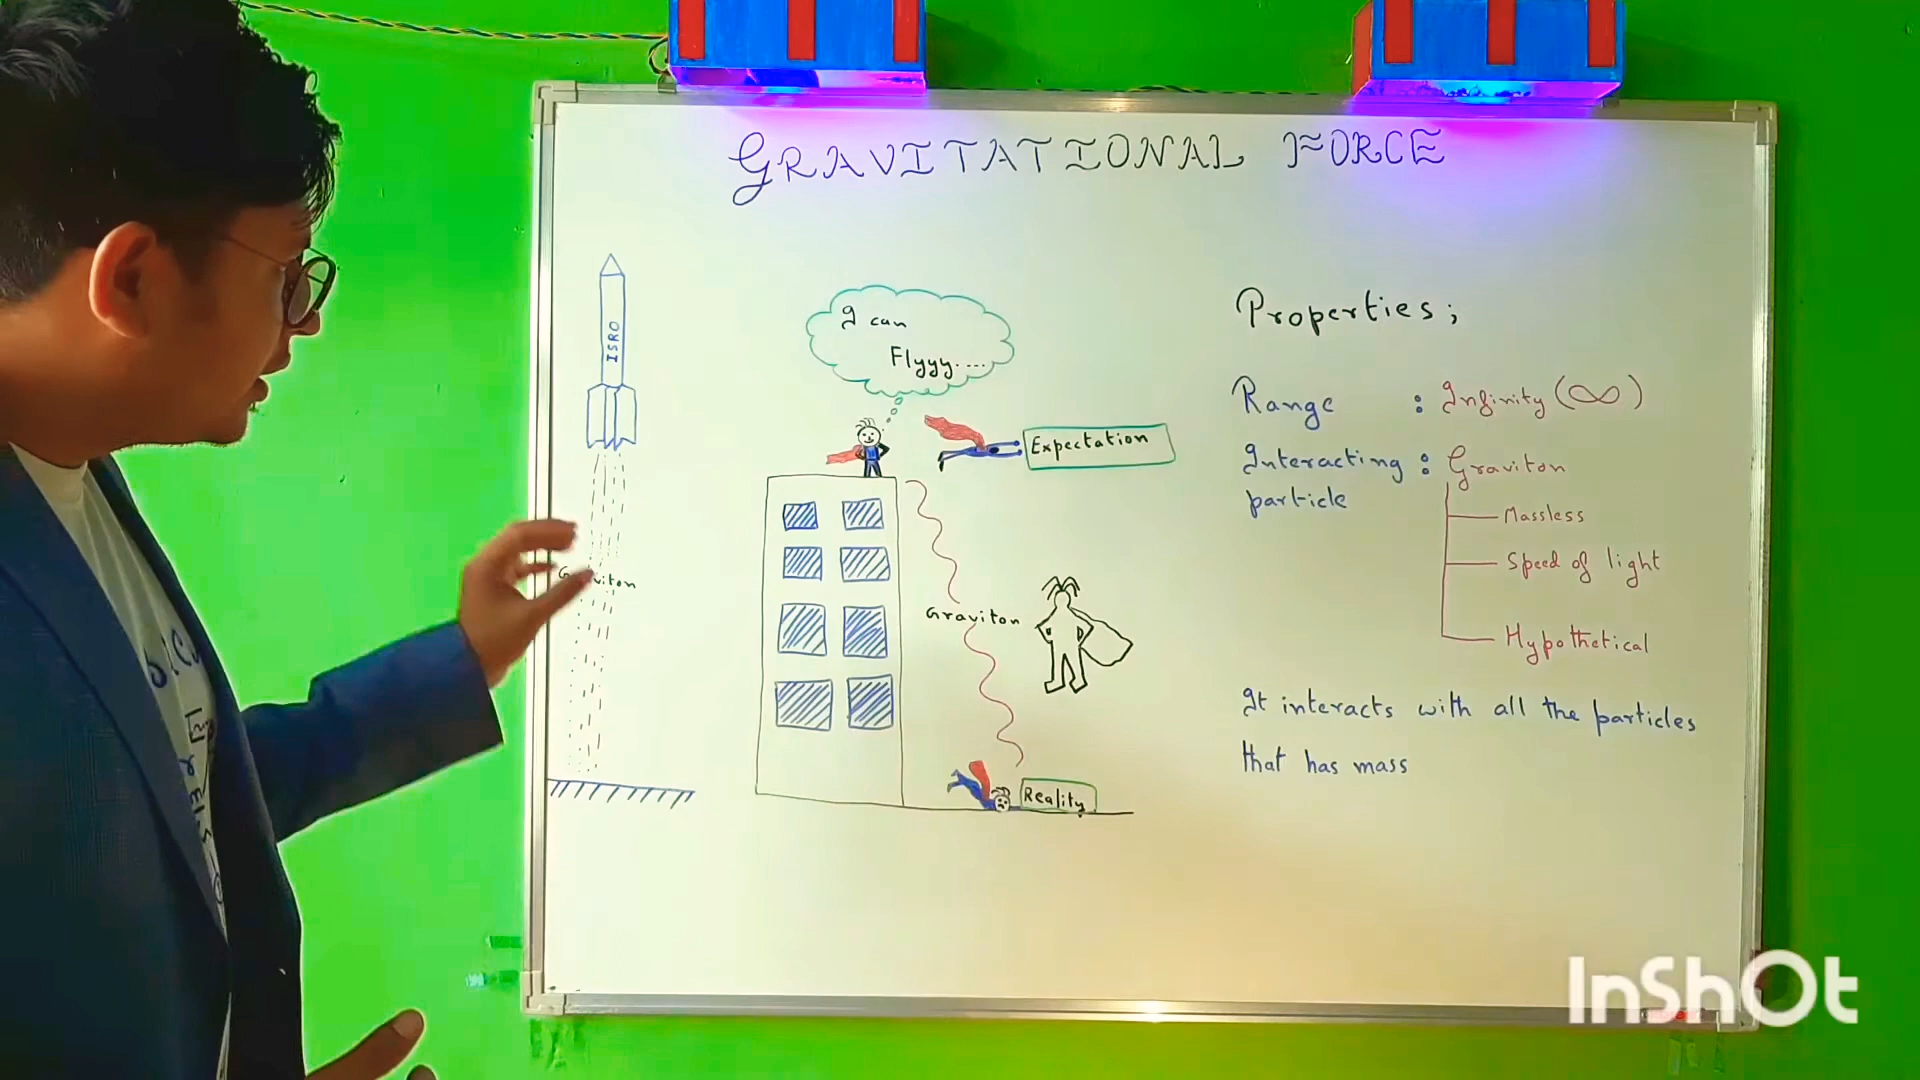 GRAVITATIONAL FORCE
ISRO
Graviton
I can
Flyyy....
Expectation
Graviton
Reality
Properties;
Range : Infinity (∞)
Interacting : Graviton
particle
Massless
Speed of light
Hypothetical
It interacts with all the particles
that has mass
InShOt